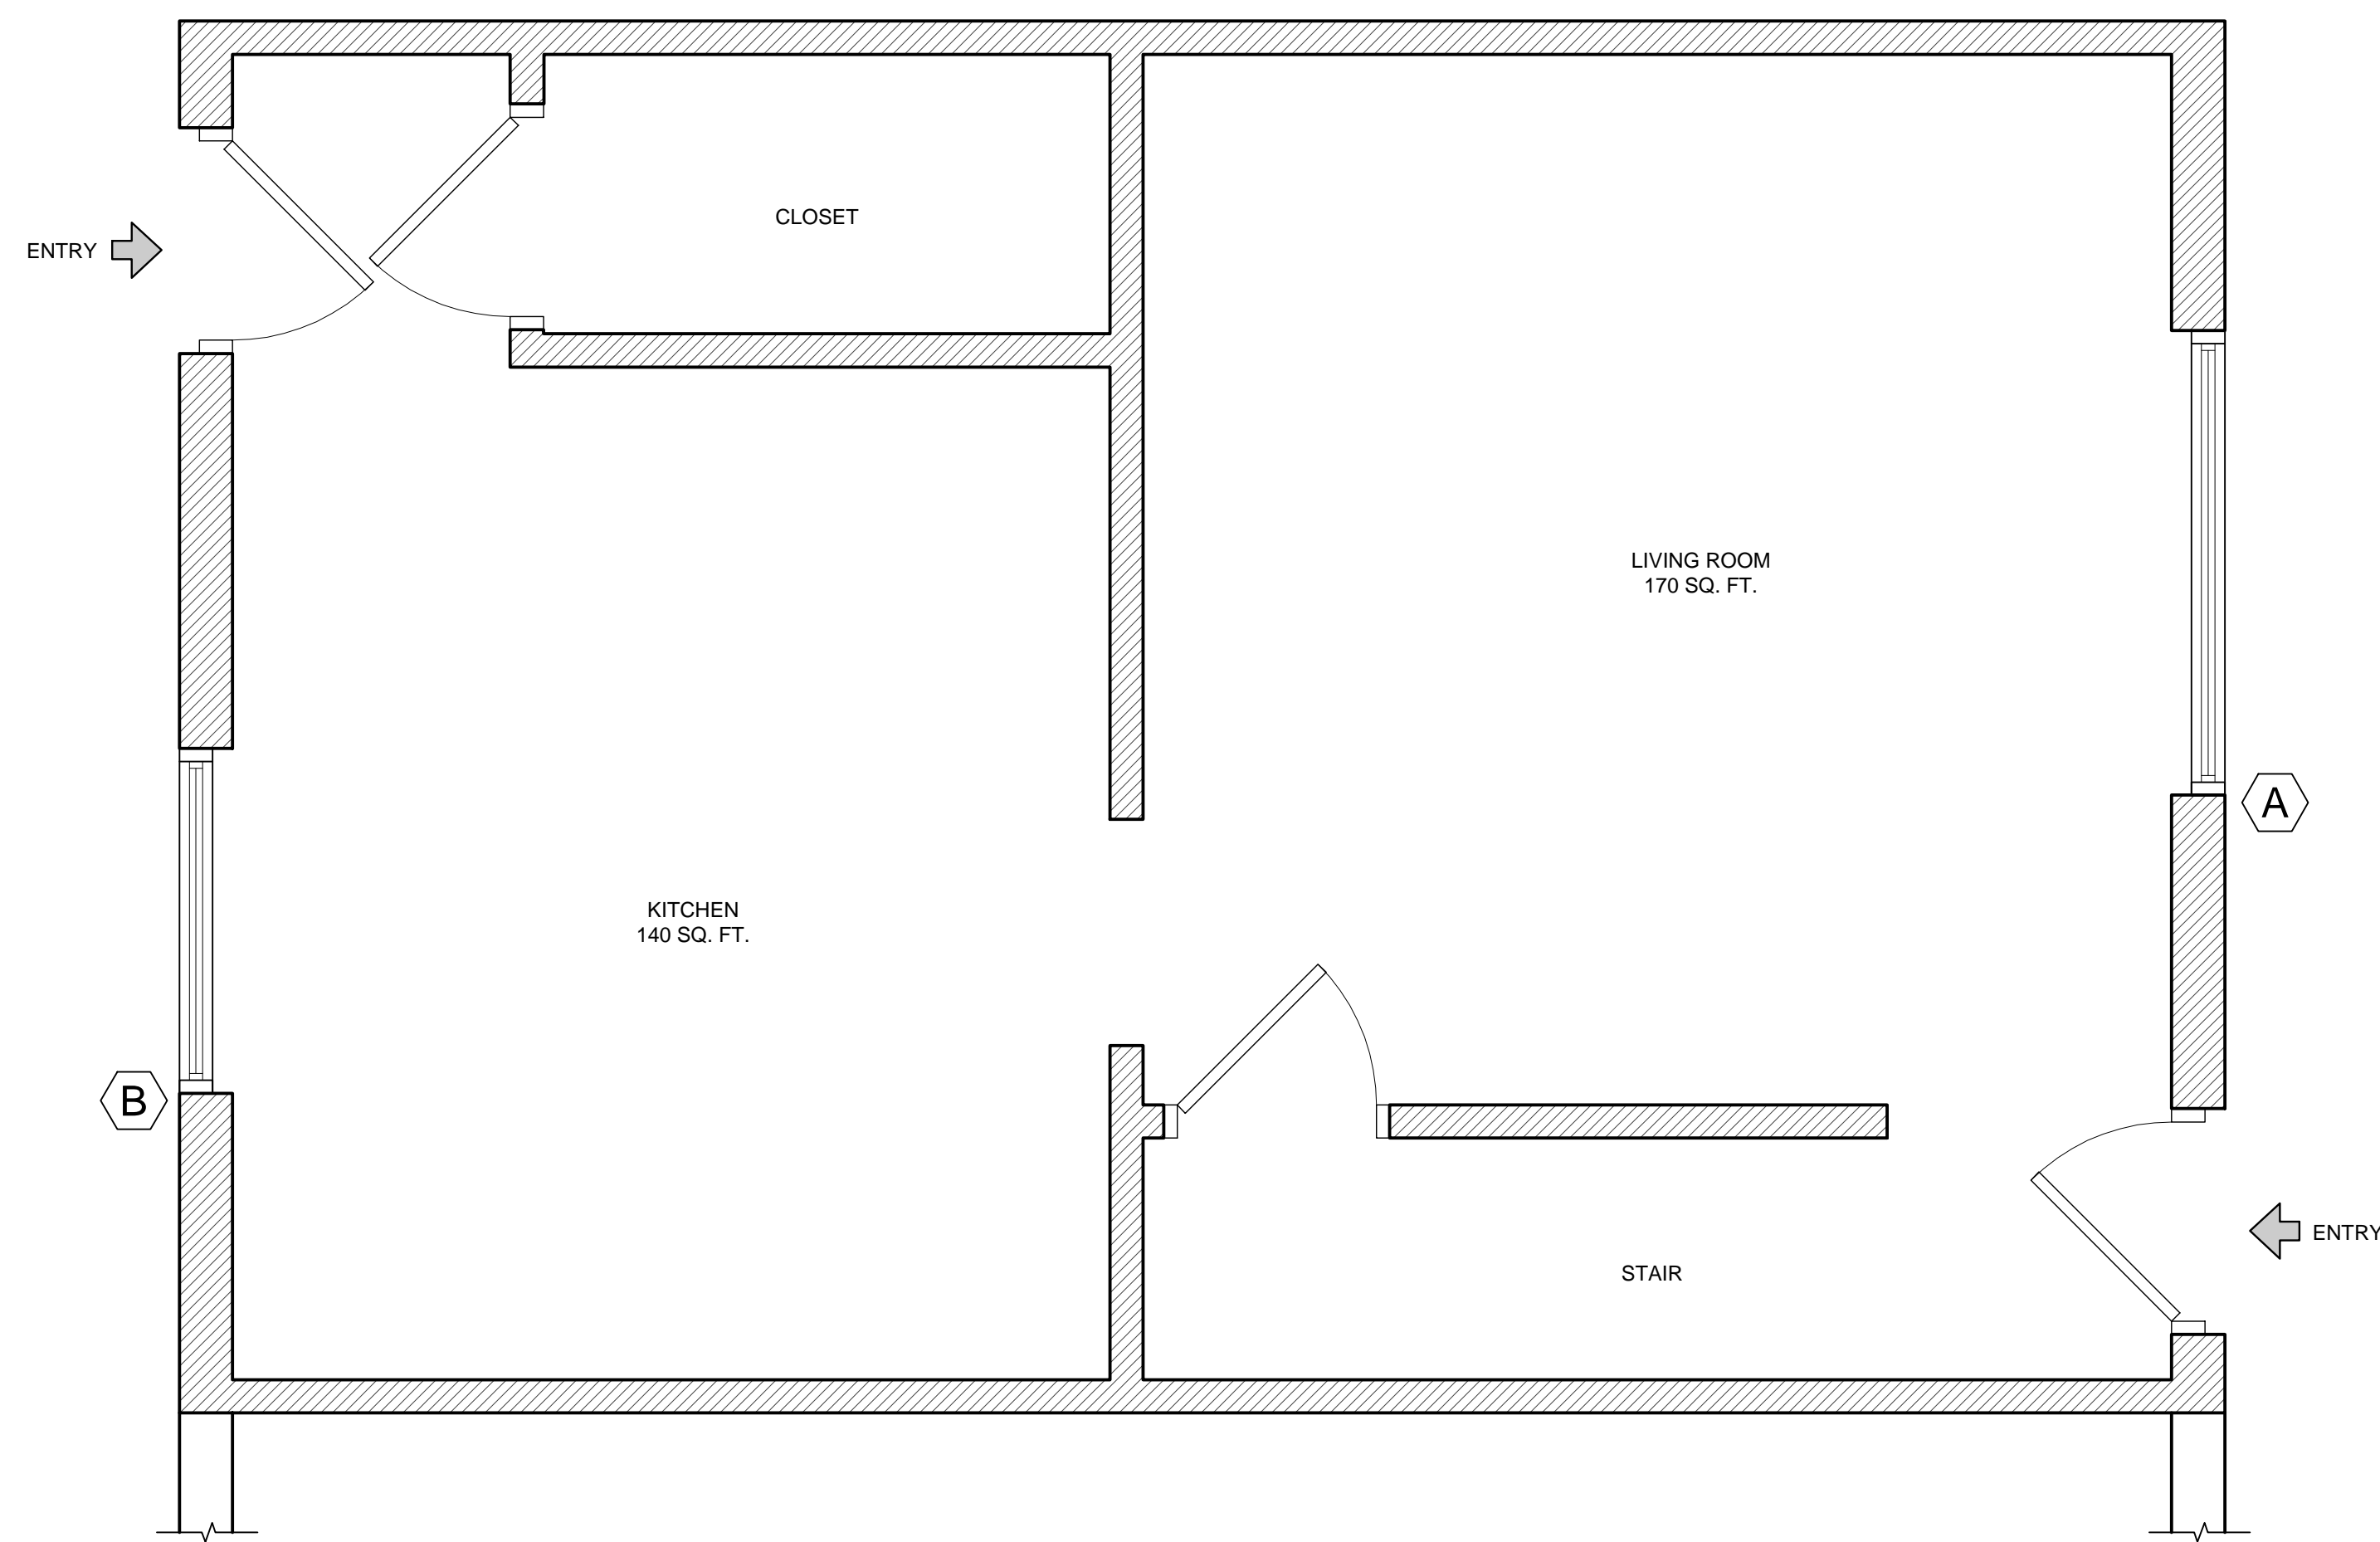 CLOSET
ENTRY
LIVING ROOM
170 SQ. FT.
A
KITCHEN
140 SQ. FT.
B
ENTRY
STAIR